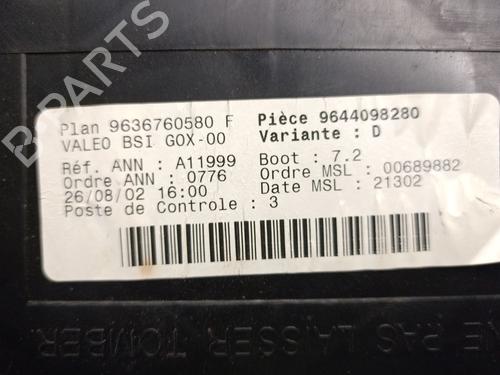 Plan 9636760580 F Pièce 9644098280
VALEO BSI GOX-00 Variante : D
Réf. ANN : A11999 Boot : 7.2
Ordre ANN : 0776 Ordre MSL : 00689882
26/08/02 16:00 Date MSL : 21302
Poste de Controle : 3
NE PAS LAISSER TOMBER.
B-PARTS